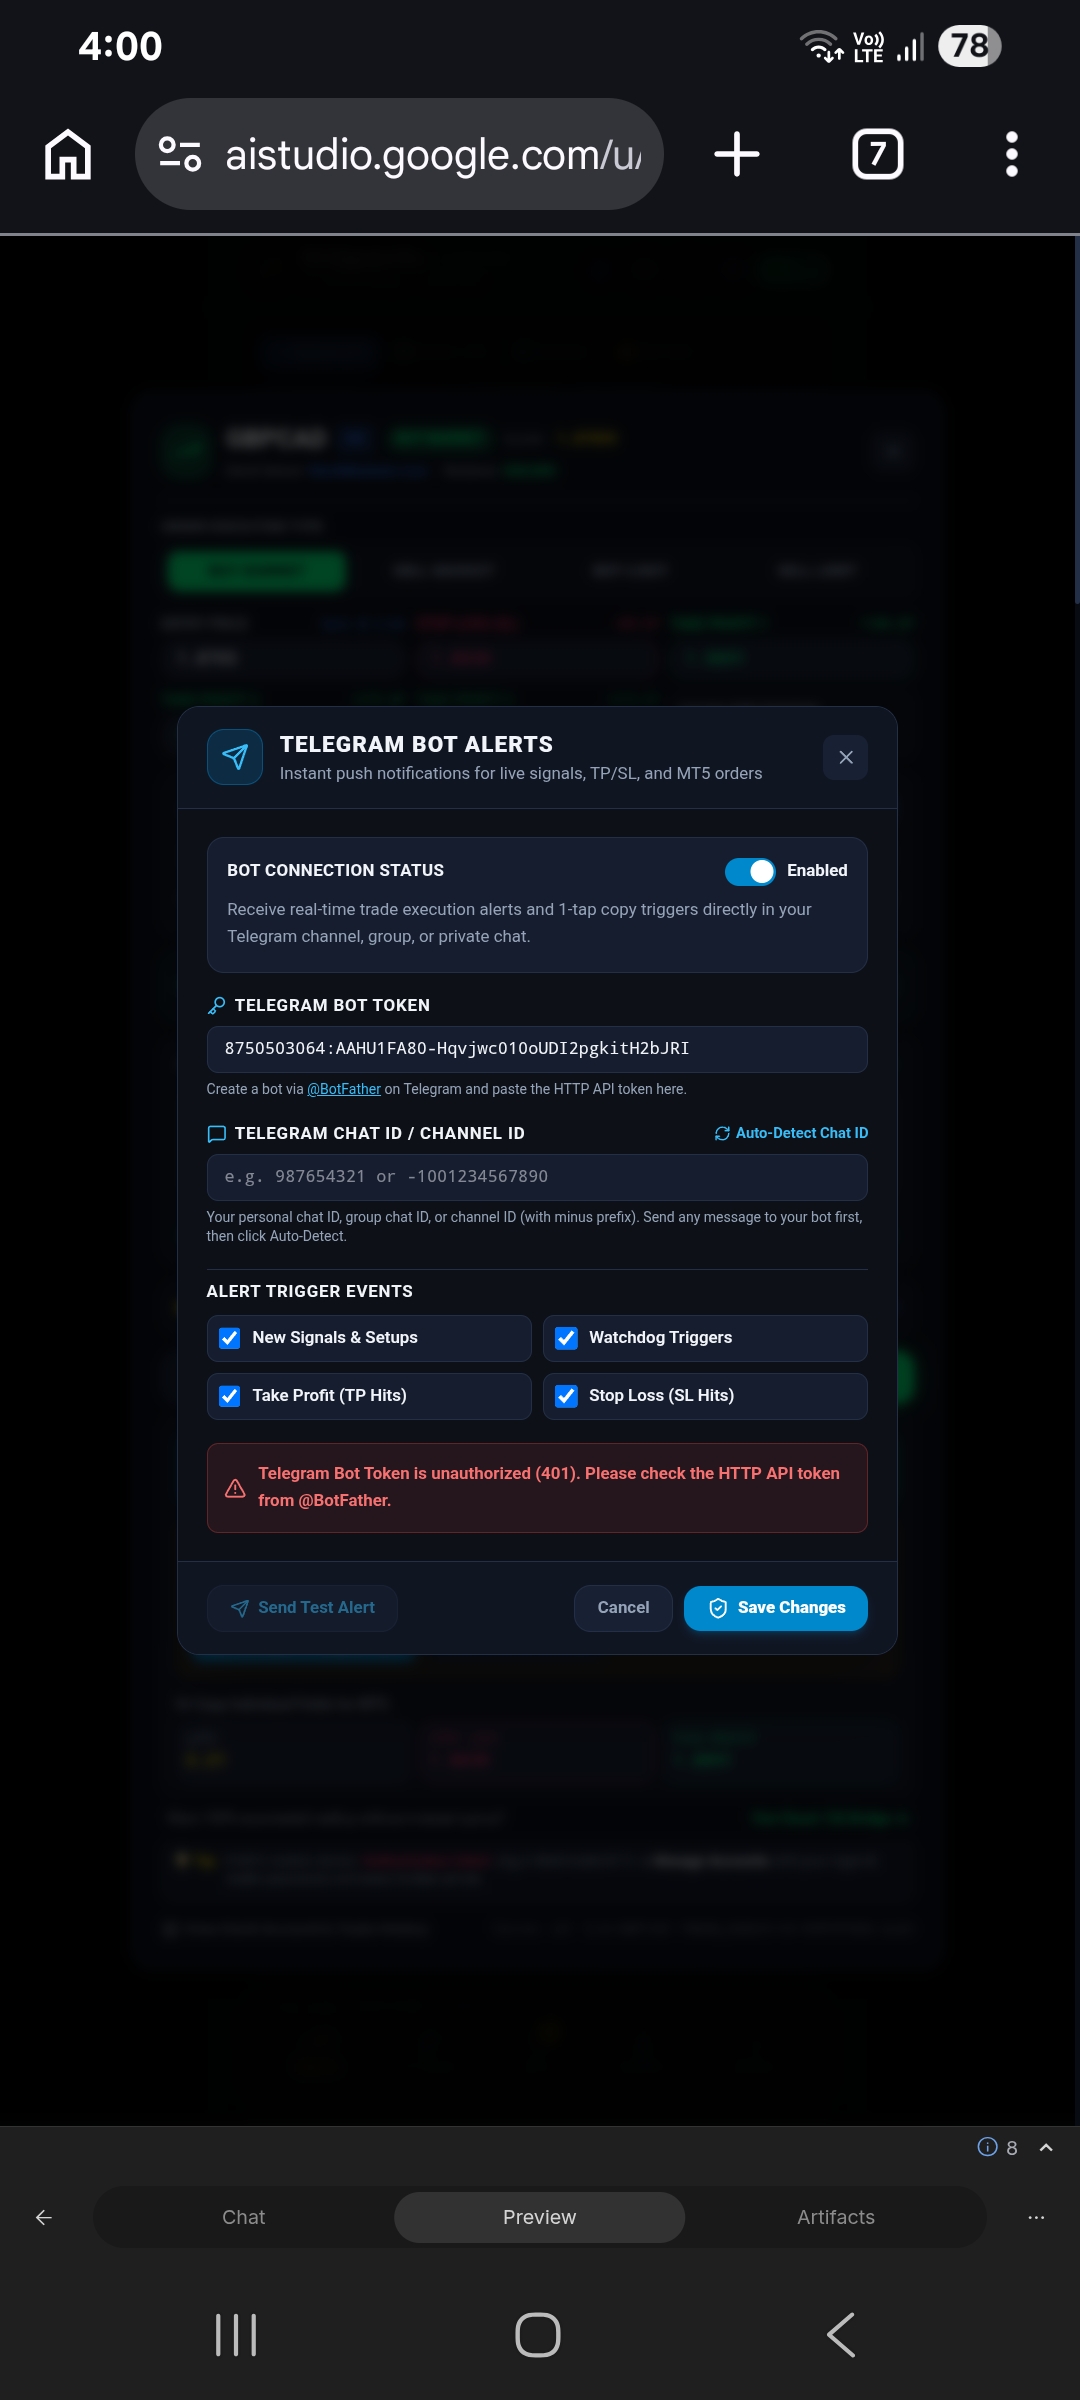 4:00
Vo))
LTE
78
aistudio.google.com/u/
7
TELEGRAM BOT ALERTS
Instant push notifications for live signals, TP/SL, and MT5 orders
BOT CONNECTION STATUS
Enabled
Receive real-time trade execution alerts and 1-tap copy triggers directly in your
Telegram channel, group, or private chat.
TELEGRAM BOT TOKEN
8750503064:AAHU1FA80-Hqvjwc010oUDI2pgkitH2bJRI
Create a bot via @BotFather on Telegram and paste the HTTP API token here.
TELEGRAM CHAT ID / CHANNEL ID
Auto-Detect Chat ID
e.g. 987654321 or -1001234567890
Your personal chat ID, group chat ID, or channel ID (with minus prefix). Send any message to your bot first,
then click Auto-Detect.
ALERT TRIGGER EVENTS
New Signals & Setups
Watchdog Triggers
Take Profit (TP Hits)
Stop Loss (SL Hits)
Telegram Bot Token is unauthorized (401). Please check the HTTP API token
from @BotFather.
Send Test Alert
Cancel
Save Changes
8
Chat
Preview
Artifacts